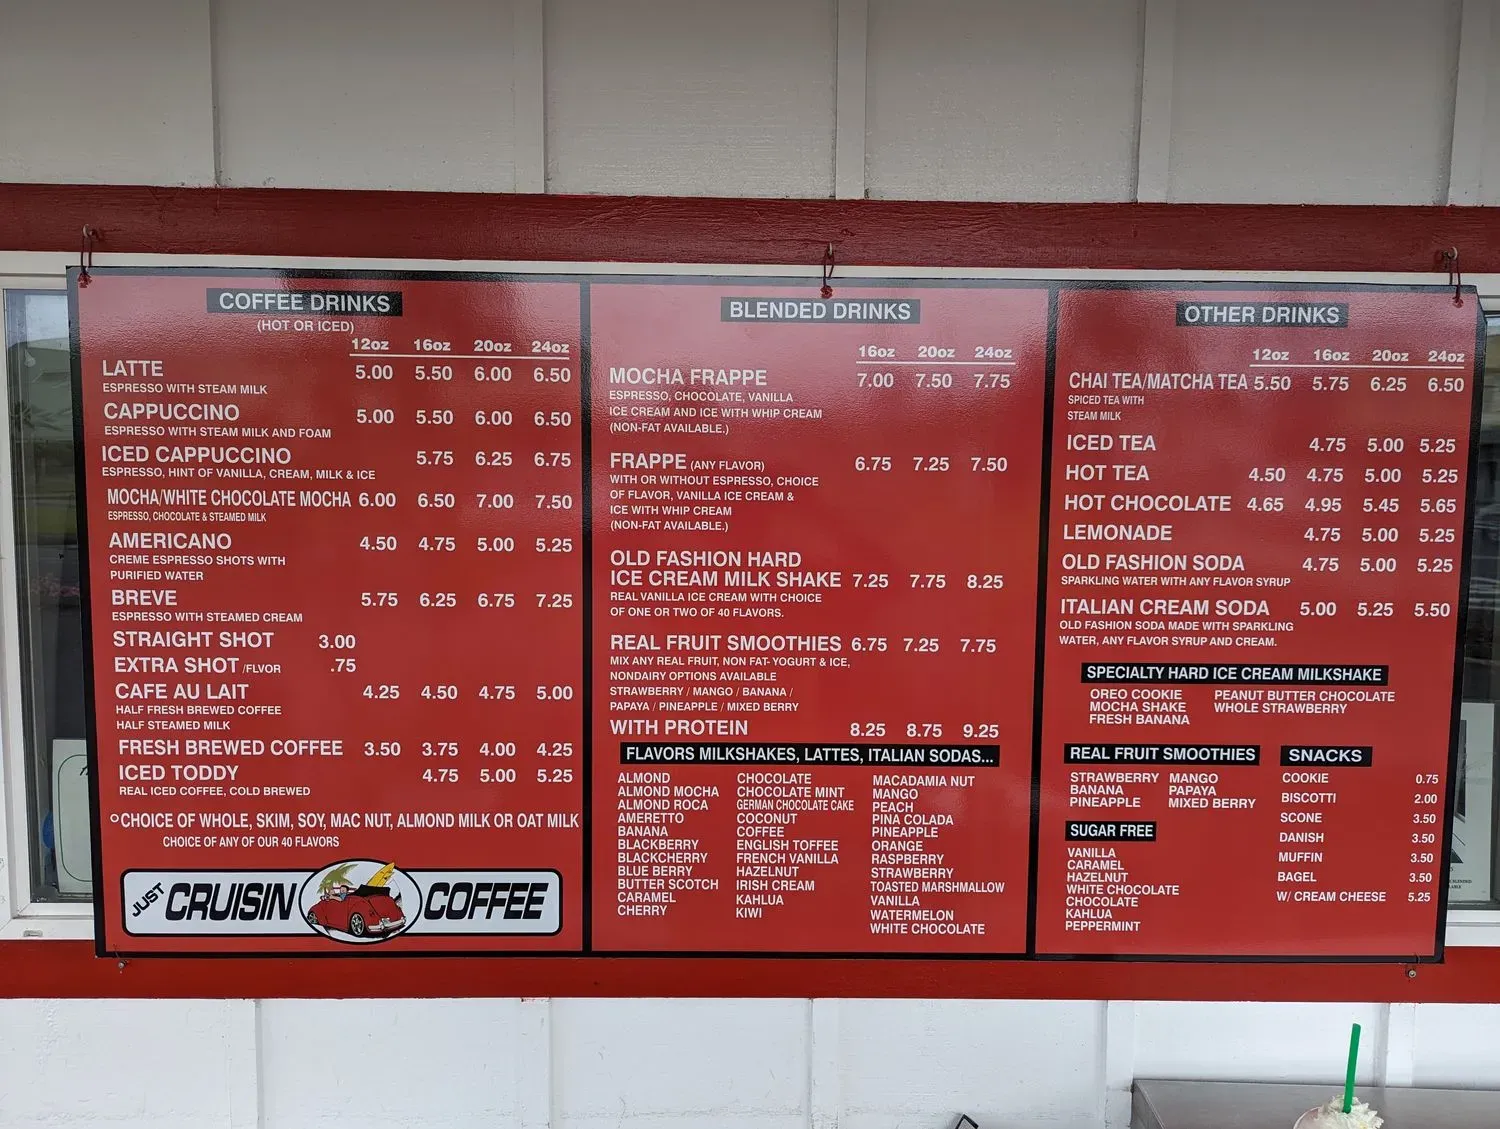 COFFEE DRINKS
(HOT OR ICED)
12oz 16oz 20oz 24oz
LATTE 5.00 5.50 6.00 6.50
ESPRESSO WITH STEAM MILK
CAPPUCCINO 5.00 5.50 6.00 6.50
ESPRESSO WITH STEAM MILK AND FOAM
ICED CAPPUCCINO 5.75 6.25 6.75
ESPRESSO, HINT OF VANILLA, CREAM, MILK & ICE
MOCHA/WHITE CHOCOLATE MOCHA 6.00 6.50 7.00 7.50
ESPRESSO, CHOCOLATE & STEAMED MILK
AMERICANO 4.50 4.75 5.00 5.25
CREME ESPRESSO SHOTS WITH
PURIFIED WATER
BREVE 5.75 6.25 6.75 7.25
ESPRESSO WITH STEAMED CREAM
STRAIGHT SHOT 3.00
EXTRA SHOT /FLVOR .75
CAFE AU LAIT 4.25 4.50 4.75 5.00
HALF FRESH BREWED COFFEE
HALF STEAMED MILK
FRESH BREWED COFFEE 3.50 3.75 4.00 4.25
ICED TODDY 4.75 5.00 5.25
REAL ICED COFFEE, COLD BREWED
°CHOICE OF WHOLE, SKIM, SOY, MAC NUT, ALMOND MILK OR OAT MILK
CHOICE OF ANY OF OUR 40 FLAVORS
JUST CRUISIN COFFEE
BLENDED DRINKS
16oz 20oz 24oz
MOCHA FRAPPE 7.00 7.50 7.75
ESPRESSO, CHOCOLATE, VANILLA
ICE CREAM AND ICE WITH WHIP CREAM
(NON-FAT AVAILABLE.)
FRAPPE (ANY FLAVOR) 6.75 7.25 7.50
WITH OR WITHOUT ESPRESSO, CHOICE
OF FLAVOR, VANILLA ICE CREAM &
ICE WITH WHIP CREAM
(NON-FAT AVAILABLE.)
OLD FASHION HARD
ICE CREAM MILK SHAKE 7.25 7.75 8.25
REAL VANILLA ICE CREAM WITH CHOICE
OF ONE OR TWO OF 40 FLAVORS.
REAL FRUIT SMOOTHIES 6.75 7.25 7.75
MIX ANY REAL FRUIT, NON FAT- YOGURT & ICE,
NONDAIRY OPTIONS AVAILABLE
STRAWBERRY / MANGO / BANANA /
PAPAYA / PINEAPPLE / MIXED BERRY
WITH PROTEIN 8.25 8.75 9.25
FLAVORS MILKSHAKES, LATTES, ITALIAN SODAS...
ALMOND
ALMOND MOCHA
ALMOND ROCA
AMERETTO
BANANA
BLACKBERRY
BLACKCHERRY
BLUE BERRY
BUTTER SCOTCH
CARAMEL
CHERRY
CHOCOLATE
CHOCOLATE MINT
GERMAN CHOCOLATE CAKE
COCONUT
COFFEE
ENGLISH TOFFEE
FRENCH VANILLA
HAZELNUT
IRISH CREAM
KAHLUA
KIWI
MACADAMIA NUT
MANGO
PEACH
PINA COLADA
PINEAPPLE
ORANGE
RASPBERRY
STRAWBERRY
TOASTED MARSHMALLOW
VANILLA
WATERMELON
WHITE CHOCOLATE
OTHER DRINKS
12oz 16oz 20oz 24oz
CHAI TEA/MATCHA TEA 5.50 5.75 6.25 6.50
SPICED TEA WITH
STEAM MILK
ICED TEA 4.75 5.00 5.25
HOT TEA 4.50 4.75 5.00 5.25
HOT CHOCOLATE 4.65 4.95 5.45 5.65
LEMONADE 4.75 5.00 5.25
OLD FASHION SODA 4.75 5.00 5.25
SPARKLING WATER WITH ANY FLAVOR SYRUP
ITALIAN CREAM SODA 5.00 5.25 5.50
OLD FASHION SODA MADE WITH SPARKLING
WATER, ANY FLAVOR SYRUP AND CREAM.
SPECIALTY HARD ICE CREAM MILKSHAKE
OREO COOKIE
MOCHA SHAKE
FRESH BANANA
PEANUT BUTTER CHOCOLATE
WHOLE STRAWBERRY
REAL FRUIT SMOOTHIES
STRAWBERRY
BANANA
PINEAPPLE
MANGO
PAPAYA
MIXED BERRY
SUGAR FREE
VANILLA
CARAMEL
HAZELNUT
WHITE CHOCOLATE
CHOCOLATE
KAHLUA
PEPPERMINT
SNACKS
COOKIE 0.75
BISCOTTI 2.00
SCONE 3.50
DANISH 3.50
MUFFIN 3.50
BAGEL 3.50
W/ CREAM CHEESE 5.25